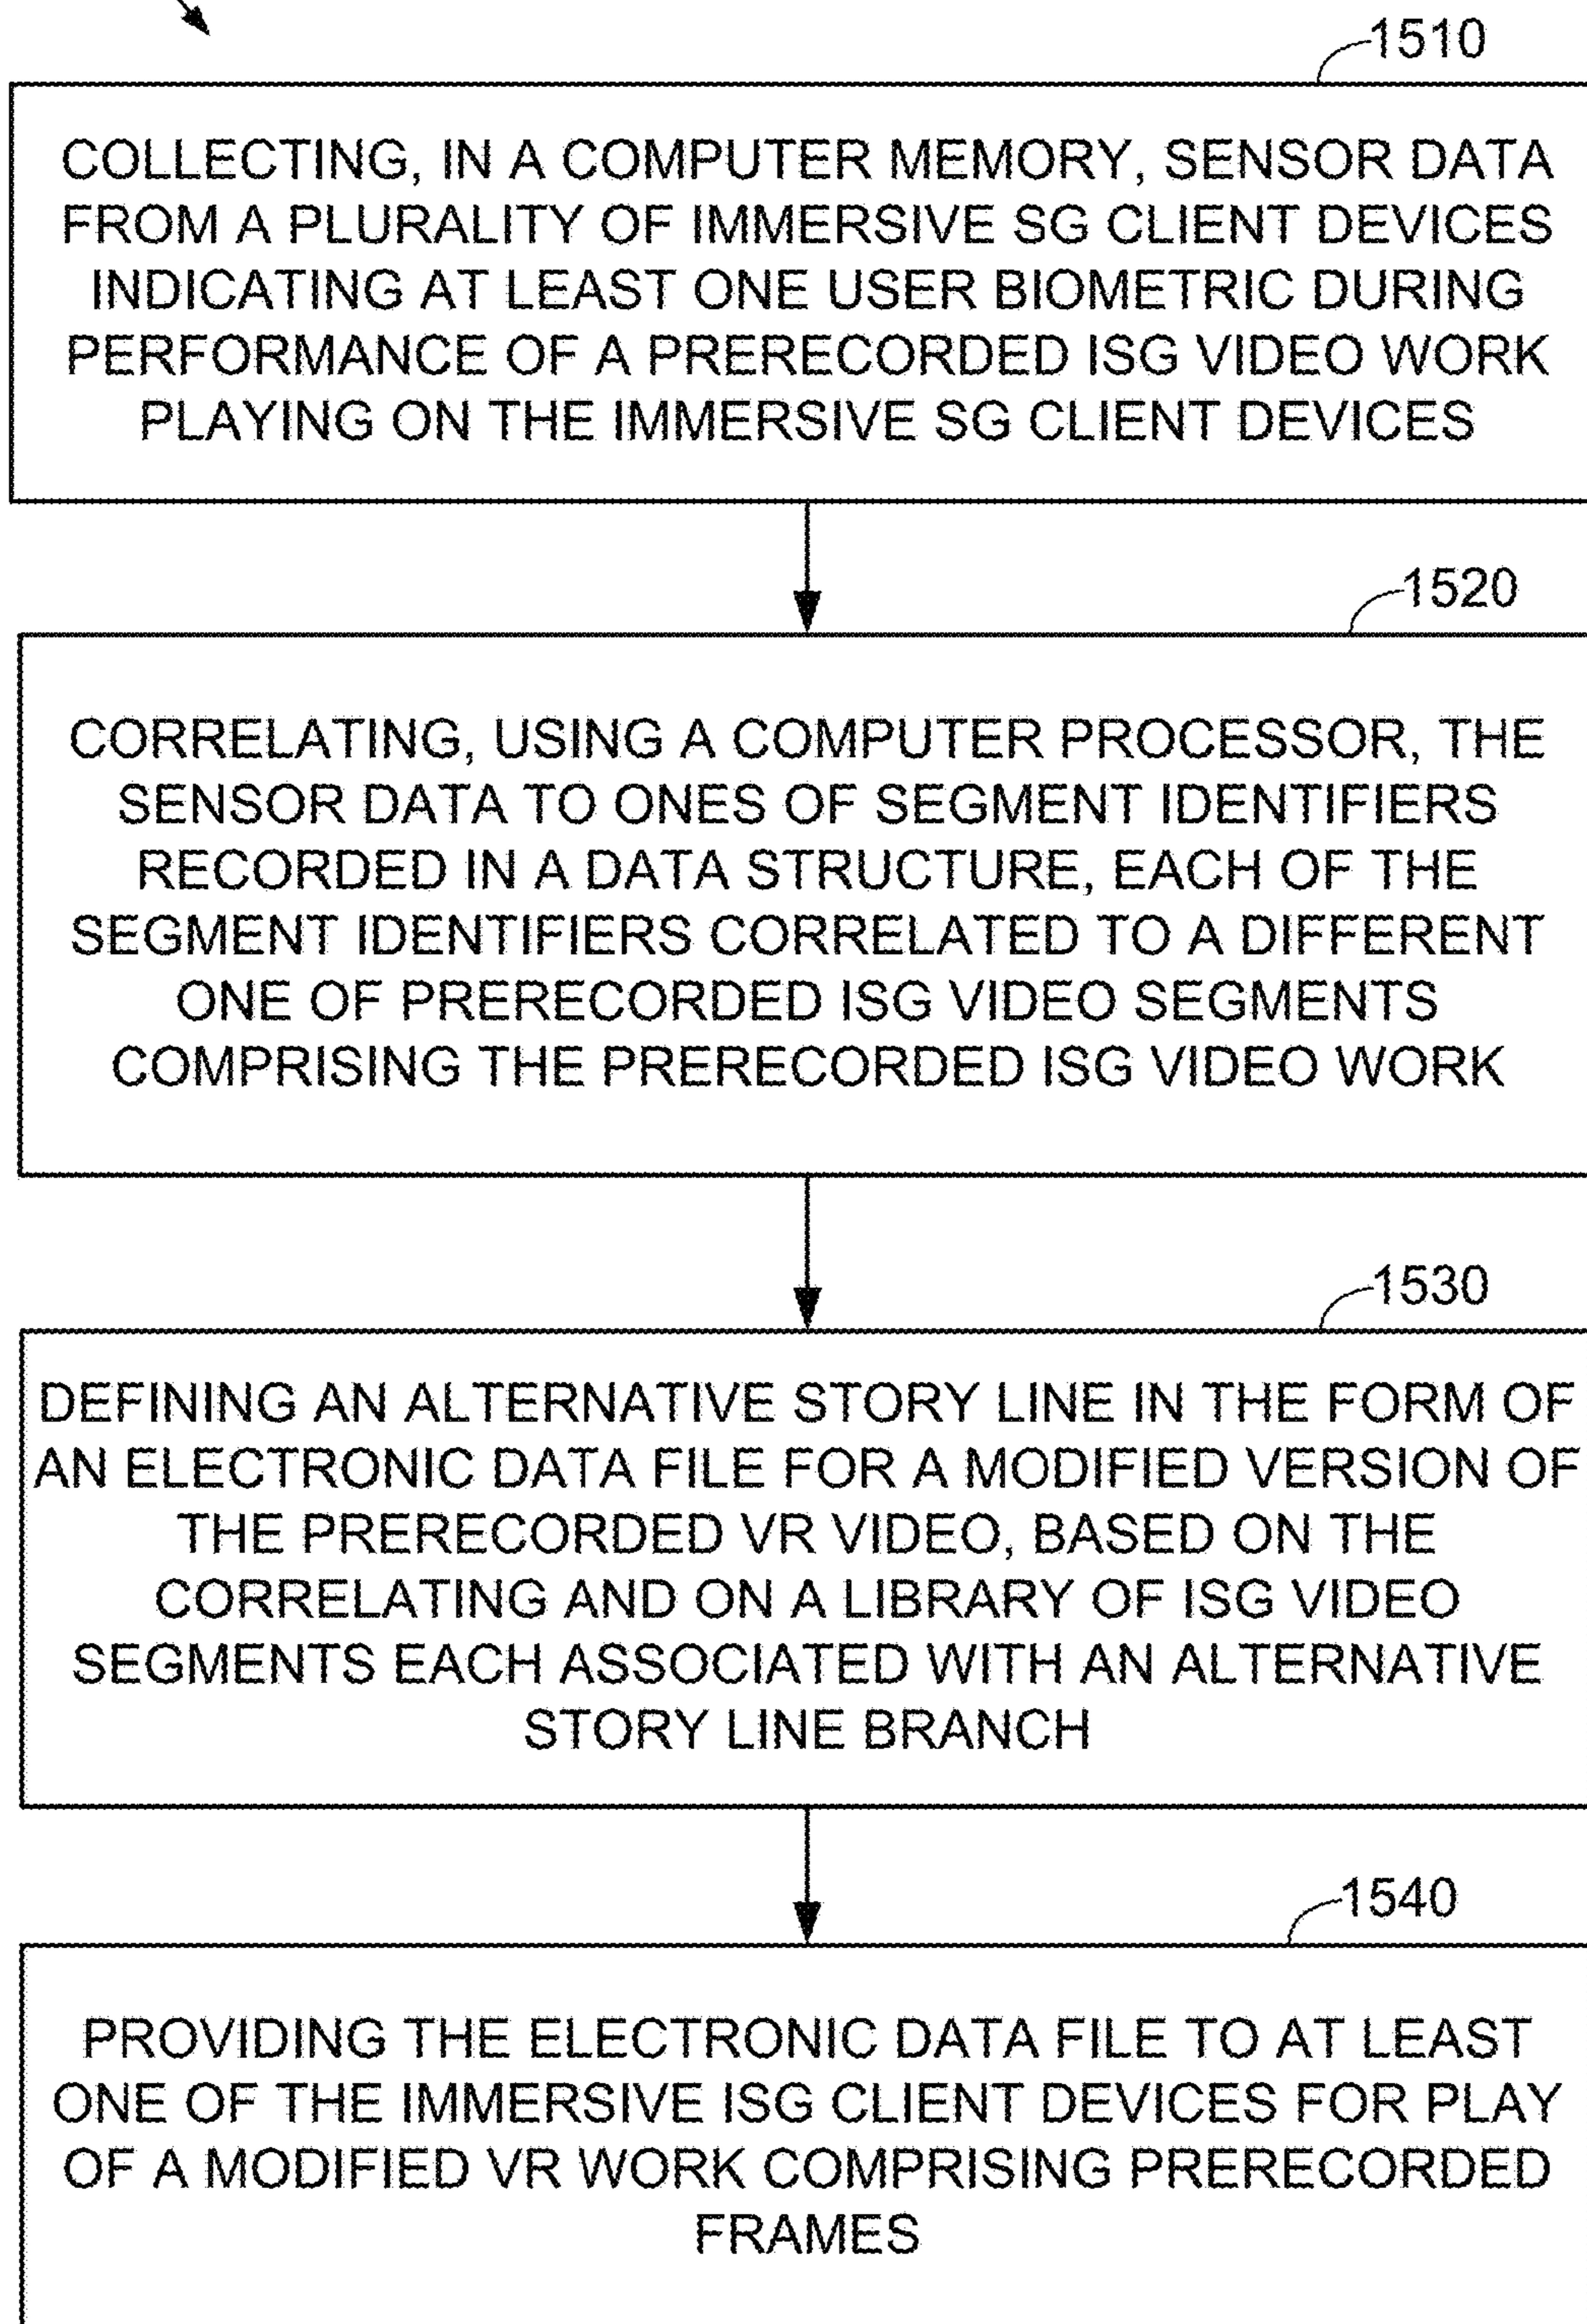 1510
COLLECTING, IN A COMPUTER MEMORY, SENSOR DATA
FROM A PLURALITY OF IMMERSIVE SG CLIENT DEVICES
INDICATING AT LEAST ONE USER BIOMETRIC DURING
PERFORMANCE OF A PRERECORDED ISG VIDEO WORK
PLAYING ON THE IMMERSIVE SG CLIENT DEVICES
1520
CORRELATING, USING A COMPUTER PROCESSOR, THE
SENSOR DATA TO ONES OF SEGMENT IDENTIFIERS
RECORDED IN A DATA STRUCTURE, EACH OF THE
SEGMENT IDENTIFIERS CORRELATED TO A DIFFERENT
ONE OF PRERECORDED ISG VIDEO SEGMENTS
COMPRISING THE PRERECORDED ISG VIDEO WORK
1530
DEFINING AN ALTERNATIVE STORY LINE IN THE FORM OF
AN ELECTRONIC DATA FILE FOR A MODIFIED VERSION OF
THE PRERECORDED VR VIDEO, BASED ON THE
CORRELATING AND ON A LIBRARY OF ISG VIDEO
SEGMENTS EACH ASSOCIATED WITH AN ALTERNATIVE
STORY LINE BRANCH
1540
PROVIDING THE ELECTRONIC DATA FILE TO AT LEAST
ONE OF THE IMMERSIVE ISG CLIENT DEVICES FOR PLAY
OF A MODIFIED VR WORK COMPRISING PRERECORDED
FRAMES